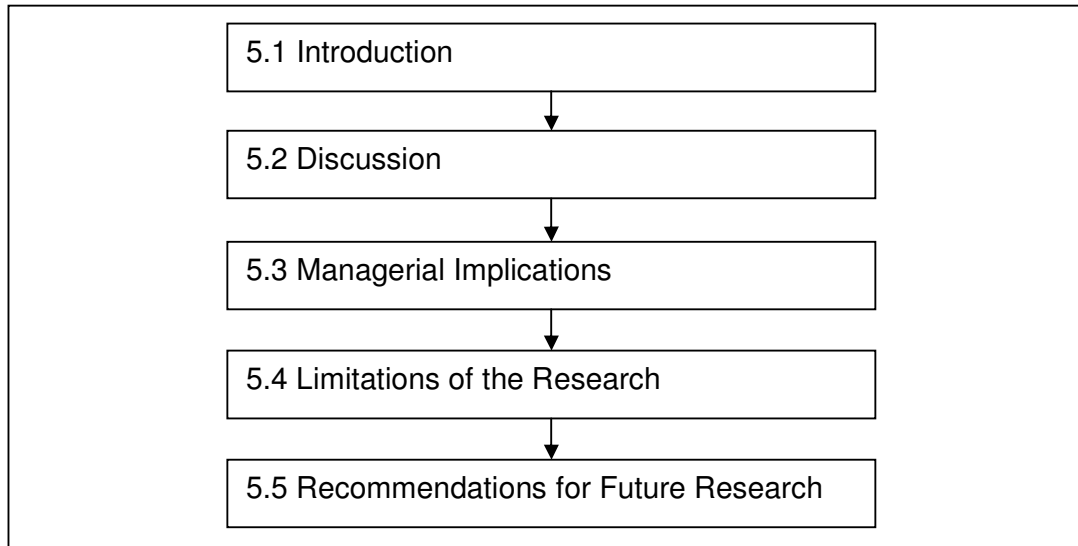 5.1 Introduction
5.2 Discussion
5.3 Managerial Implications
5.4 Limitations of the Research
5.5 Recommendations for Future Research